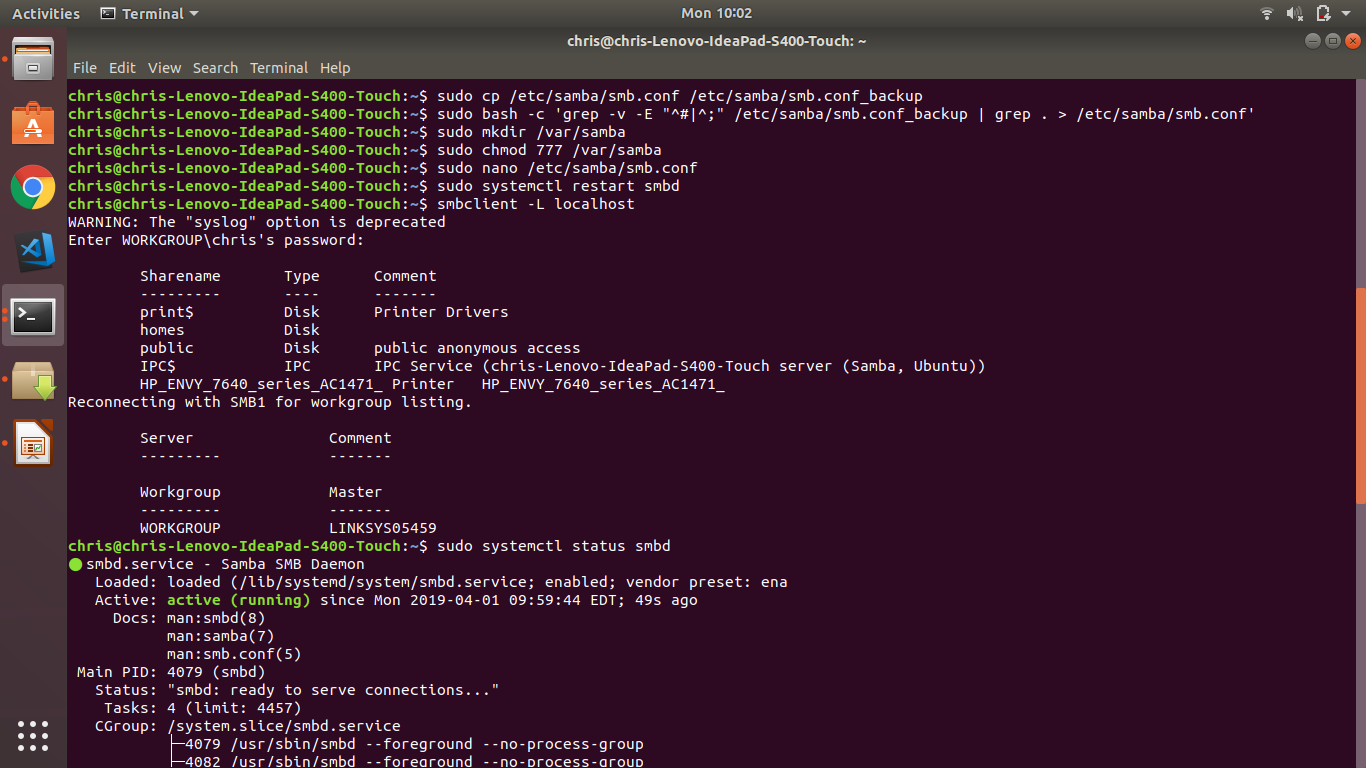 Activities Terminal Mon 10:02
chris@chris-Lenovo-IdeaPad-S400-Touch: ~
File Edit View Search Terminal Help
chris@chris-Lenovo-IdeaPad-S400-Touch:~$ sudo cp /etc/samba/smb.conf /etc/samba/smb.conf_backup
chris@chris-Lenovo-IdeaPad-S400-Touch:~$ sudo bash -c 'grep -v -E "^#|^;" /etc/samba/smb.conf_backup | grep . > /etc/samba/smb.conf'
chris@chris-Lenovo-IdeaPad-S400-Touch:~$ sudo mkdir /var/samba
chris@chris-Lenovo-IdeaPad-S400-Touch:~$ sudo chmod 777 /var/samba
chris@chris-Lenovo-IdeaPad-S400-Touch:~$ sudo nano /etc/samba/smb.conf
chris@chris-Lenovo-IdeaPad-S400-Touch:~$ sudo systemctl restart smbd
chris@chris-Lenovo-IdeaPad-S400-Touch:~$ smbclient -L localhost
WARNING: The "syslog" option is deprecated
Enter WORKGROUP\chris's password:
Sharename Type Comment
--------- ---- -------
print$ Disk Printer Drivers
homes Disk
public Disk public anonymous access
IPC$ IPC IPC Service (chris-Lenovo-IdeaPad-S400-Touch server (Samba, Ubuntu))
HP_ENVY_7640_series_AC1471_ Printer HP_ENVY_7640_series_AC1471_
Reconnecting with SMB1 for workgroup listing.
Server Comment
--------- -------
Workgroup Master
--------- -------
WORKGROUP LINKSYS05459
chris@chris-Lenovo-IdeaPad-S400-Touch:~$ sudo systemctl status smbd
● smbd.service - Samba SMB Daemon
Loaded: loaded (/lib/systemd/system/smbd.service; enabled; vendor preset: ena
Active: active (running) since Mon 2019-04-01 09:59:44 EDT; 49s ago
Docs: man:smbd(8)
man:samba(7)
man:smb.conf(5)
Main PID: 4079 (smbd)
Status: "smbd: ready to serve connections..."
Tasks: 4 (limit: 4457)
CGroup: /system.slice/smbd.service
├─4079 /usr/sbin/smbd --foreground --no-process-group
├─4082 /usr/sbin/smbd --foreground --no-process-group